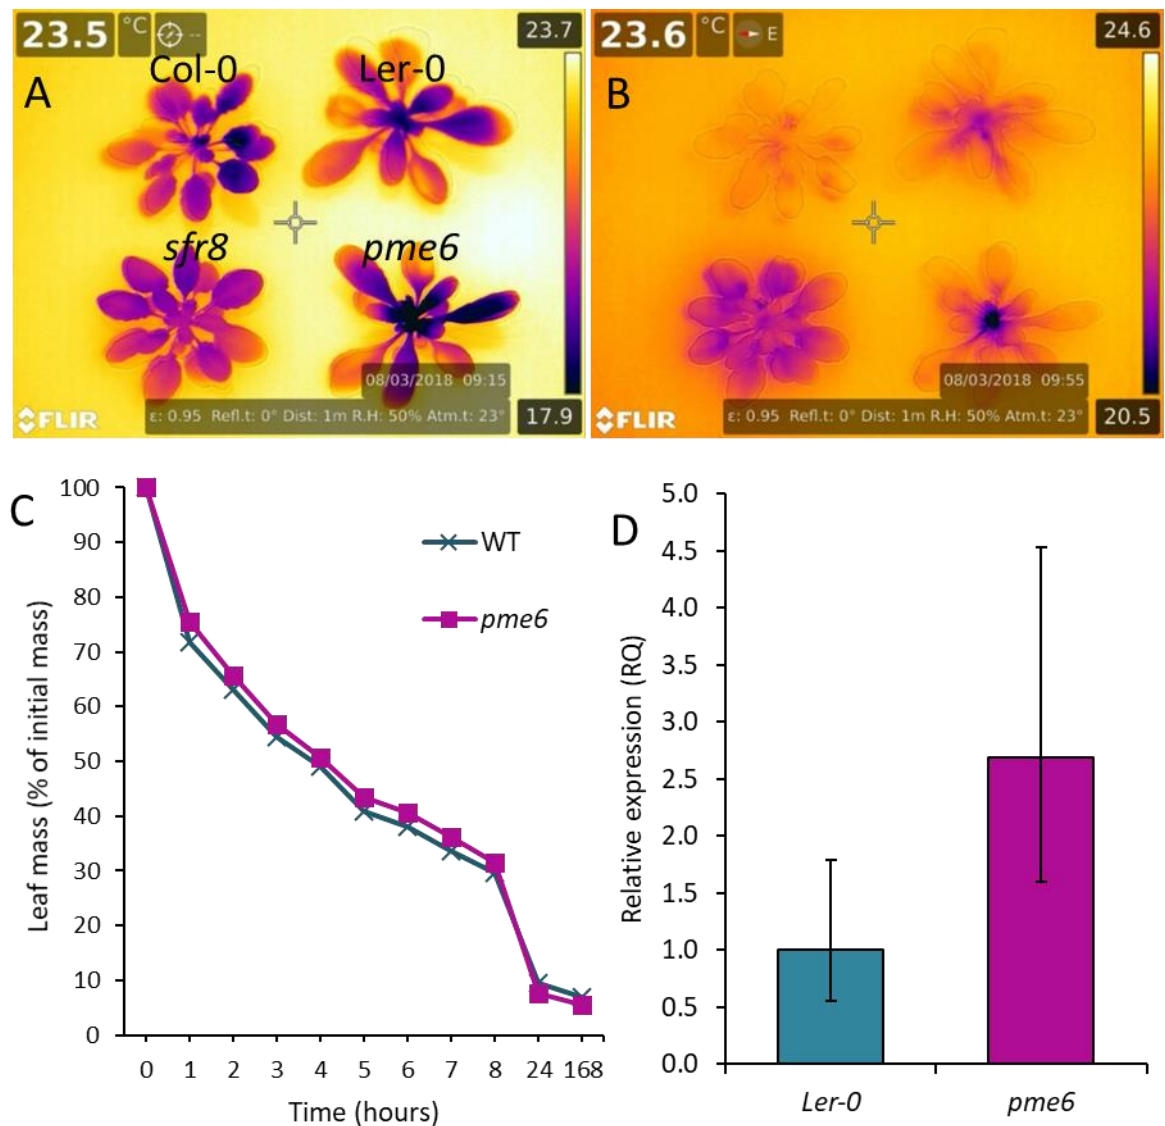 23.5 °C -- 23.7
A
Col-0 Ler-0
sfr8 pme6
08/03/2018 09:15
ε: 0.95 Refl.t: 0° Dist: 1m R.H: 50% Atm.t: 23°
FLIR
17.9
23.6 °C E 24.6
B
08/03/2018 09:55
ε: 0.95 Refl.t: 0° Dist: 1m R.H: 50% Atm.t: 23°
FLIR
20.5
C
Leaf mass (% of initial mass)
100
90
80
70
60
50
40
30
20
10
0
WT
pme6
0 1 2 3 4 5 6 7 8 24 168
Time (hours)
D
Relative expression (RQ)
5.0
4.5
4.0
3.5
3.0
2.5
2.0
1.5
1.0
0.5
0.0
Ler-0 pme6